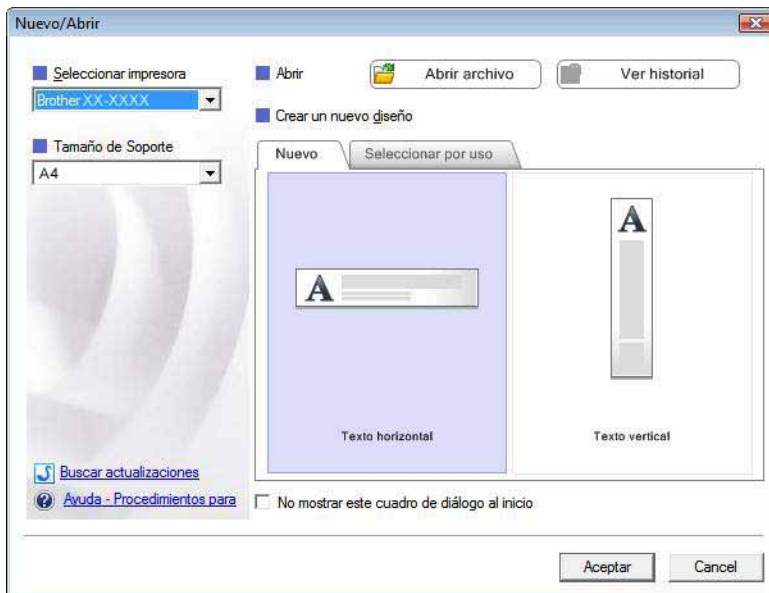 Nuevo/Abrir
Seleccionar impresora
Brother XX-XXXX
Tamaño de Soporte
A4
Abrir
Abrir archivo
Ver historial
Crear un nuevo diseño
Nuevo
Seleccionar por uso
A
A
Texto horizontal
Texto vertical
Buscar actualizaciones
Ayuda - Procedimientos para
No mostrar este cuadro de diálogo al inicio
Aceptar
Cancel